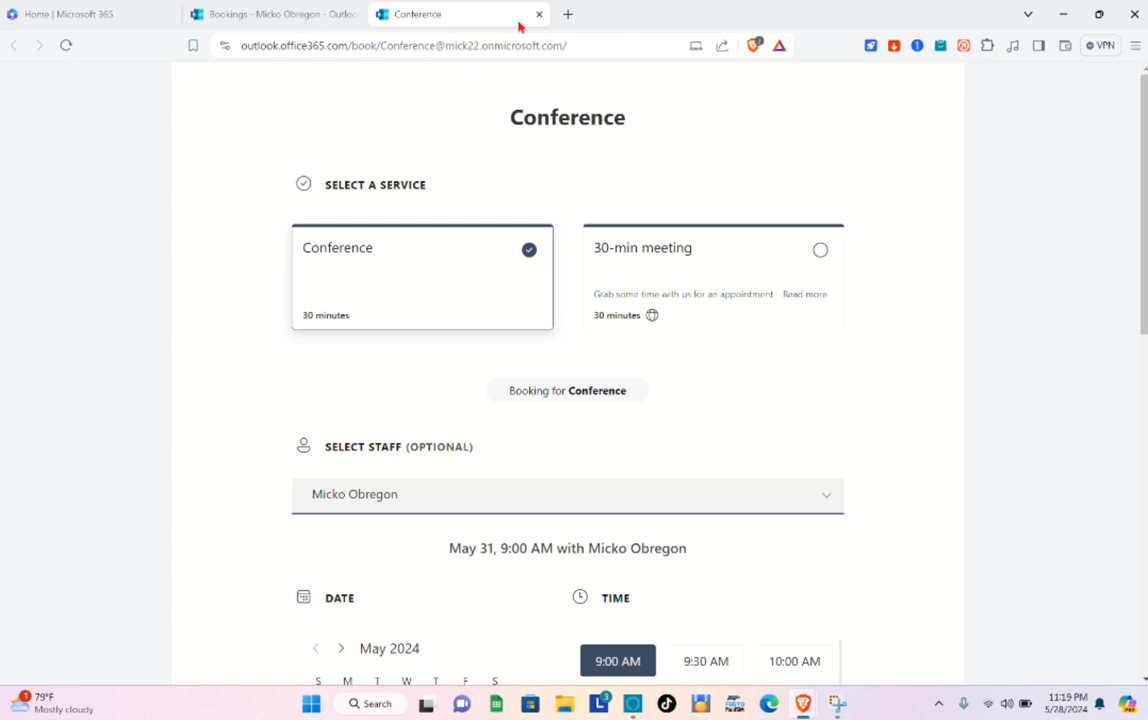 Home | Microsoft 365
Bookings - Micko Obregon - Outlo
Conference
outlook.office365.com/book/Conference@mick22.onmicrosoft.com/
2
1
VPN
Conference
SELECT A SERVICE
Conference
30 minutes
30-min meeting
Grab some time with us for an appointment Read more
30 minutes
Booking for Conference
SELECT STAFF (OPTIONAL)
Micko Obregon
May 31, 9:00 AM with Micko Obregon
DATE
TIME
May 2024
S M T W T F S
9:00 AM 9:30 AM 10:00 AM
1
79°F
Mostly cloudy
Search
L
3
11:19 PM
5/28/2024